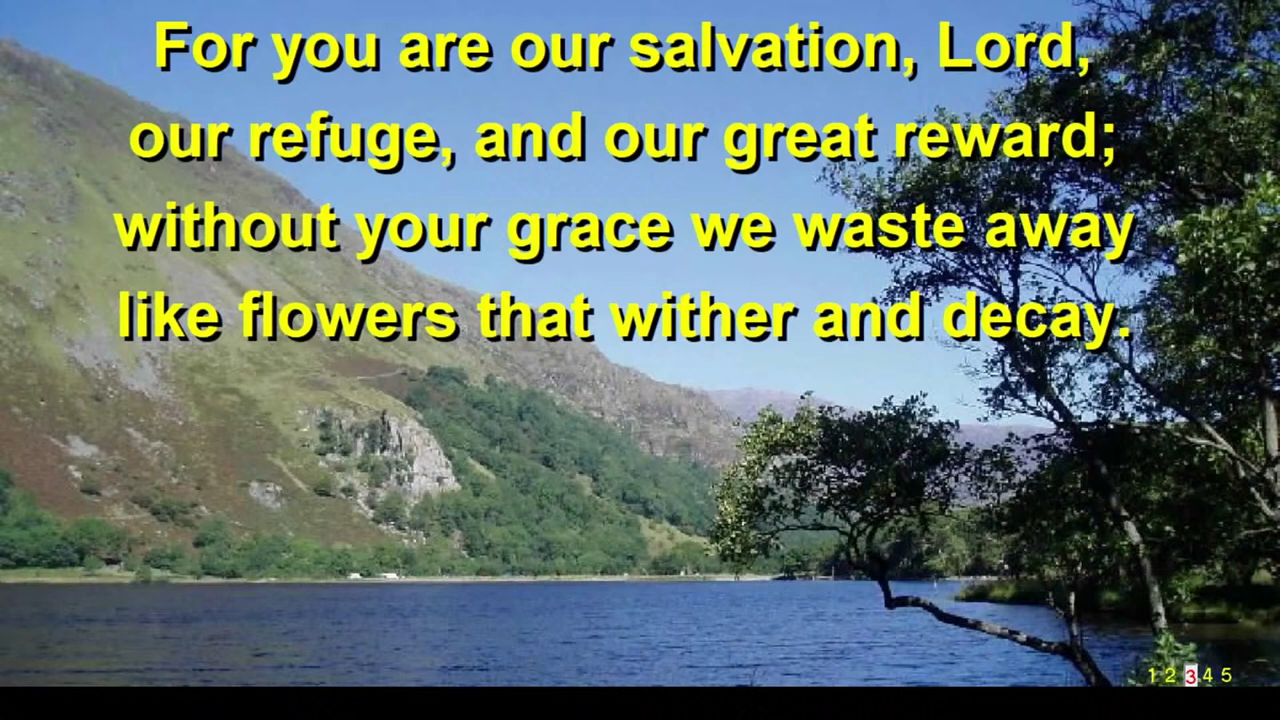 For you are our salvation, Lord,
our refuge, and our great reward;
without your grace we waste away
like flowers that wither and decay.
1 2 3 4 5